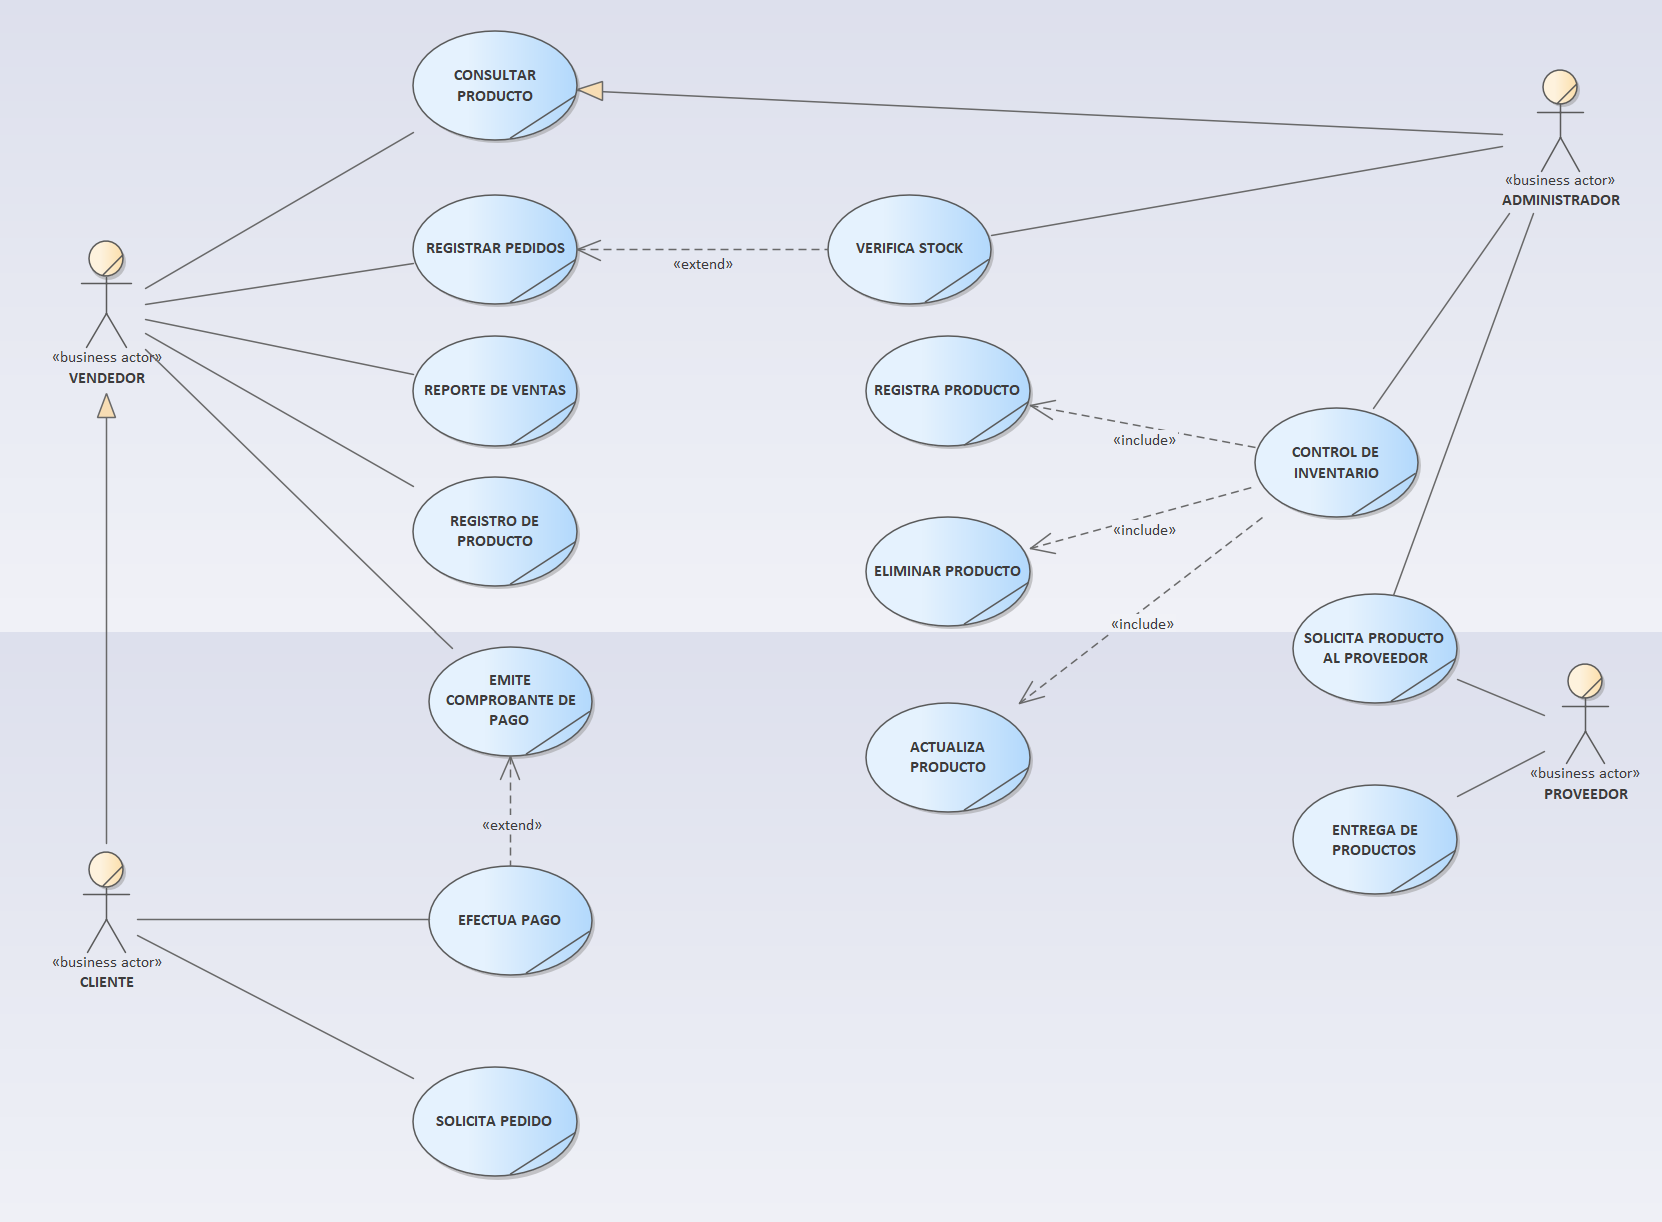 CONSULTAR
PRODUCTO
«business actor»
ADMINISTRADOR
REGISTRAR PEDIDOS
«extend»
VERIFICA STOCK
«business actor»
VENDEDOR
REPORTE DE VENTAS
REGISTRA PRODUCTO
«include»
CONTROL DE
INVENTARIO
REGISTRO DE
PRODUCTO
«include»
ELIMINAR PRODUCTO
«include»
SOLICITA PRODUCTO
AL PROVEEDOR
EMITE
COMPROBANTE DE
PAGO
ACTUALIZA
PRODUCTO
«business actor»
PROVEEDOR
«extend»
ENTREGA DE
PRODUCTOS
EFECTUA PAGO
«business actor»
CLIENTE
SOLICITA PEDIDO